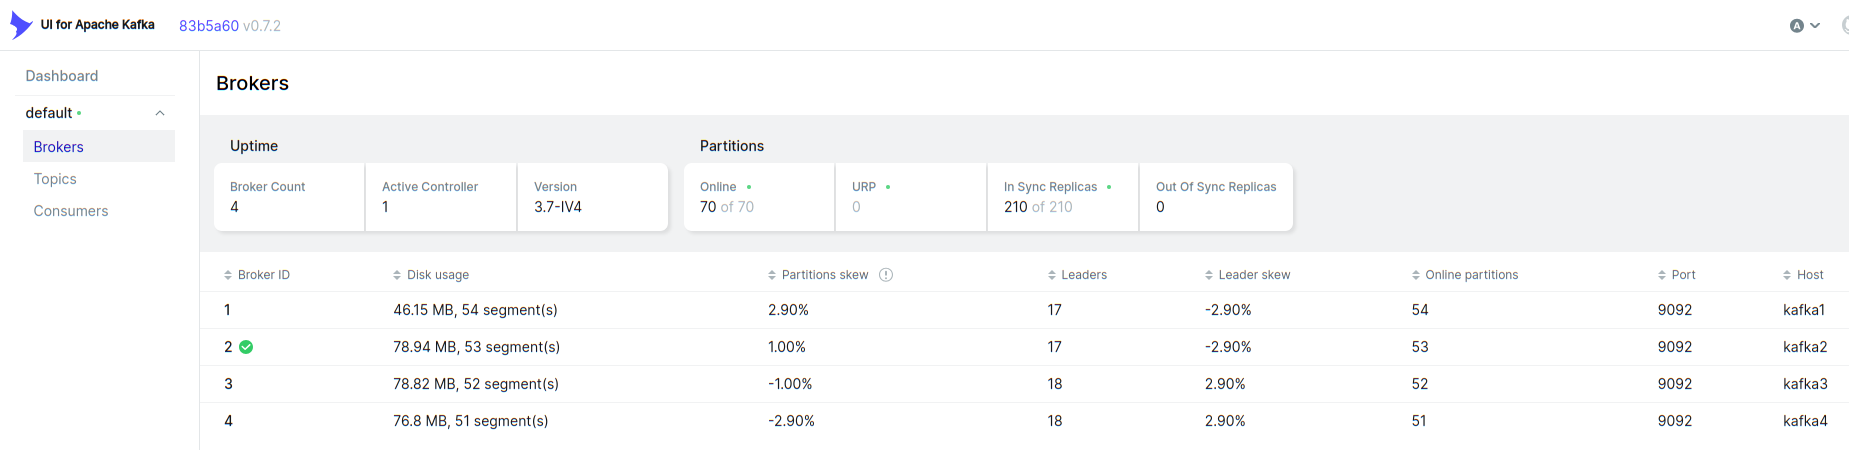 UI for Apache Kafka 83b5a60 v0.7.2 A
Dashboard
default
Brokers
Topics
Consumers
Brokers
Uptime
Broker Count Active Controller Version
4 1 3.7-IV4
Partitions
Online URP In Sync Replicas Out Of Sync Replicas
70 of 70 0 210 of 210 0
Broker ID Disk usage Partitions skew Leaders Leader skew Online partitions Port Host
1 46.15 MB, 54 segment(s) 2.90% 17 -2.90% 54 9092 kafka1
2 78.94 MB, 53 segment(s) 1.00% 17 -2.90% 53 9092 kafka2
3 78.82 MB, 52 segment(s) -1.00% 18 2.90% 52 9092 kafka3
4 76.8 MB, 51 segment(s) -2.90% 18 2.90% 51 9092 kafka4